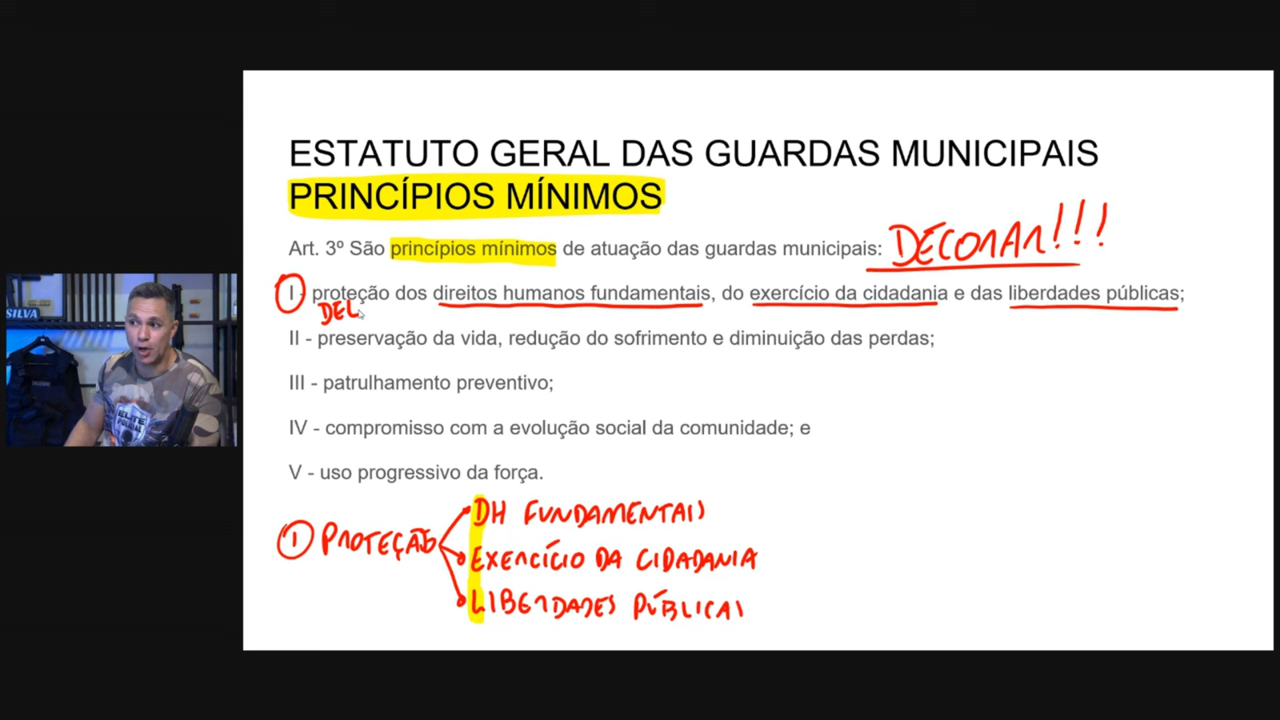 ESTATUTO GERAL DAS GUARDAS MUNICIPAIS
PRINCÍPIOS MÍNIMOS
Art. 3º São princípios mínimos de atuação das guardas municipais: DECORAR!!!
I - proteção dos direitos humanos fundamentais, do exercício da cidadania e das liberdades públicas;
DEL
SILVA
II - preservação da vida, redução do sofrimento e diminuição das perdas;
III - patrulhamento preventivo;
ELITE
IV - compromisso com a evolução social da comunidade; e
V - uso progressivo da força.
① PROTEÇÃO
DH FUNDAMENTAIS
EXERCÍCIO DA CIDADANIA
LIBERDADES PÚBLICAS